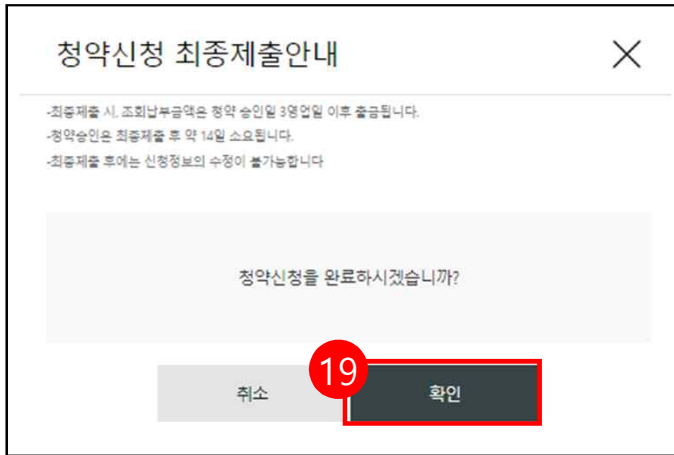 청약신청 최종제출안내
-최종제출 시, 조회납부금액은 청약 승인일 3영업일 이후 출금됩니다.
-청약승인은 최종제출 후 약 14일 소요됩니다.
-최종제출 후에는 신청정보의 수정이 불가능합니다
청약신청을 완료하시겠습니까?
취소
19
확인